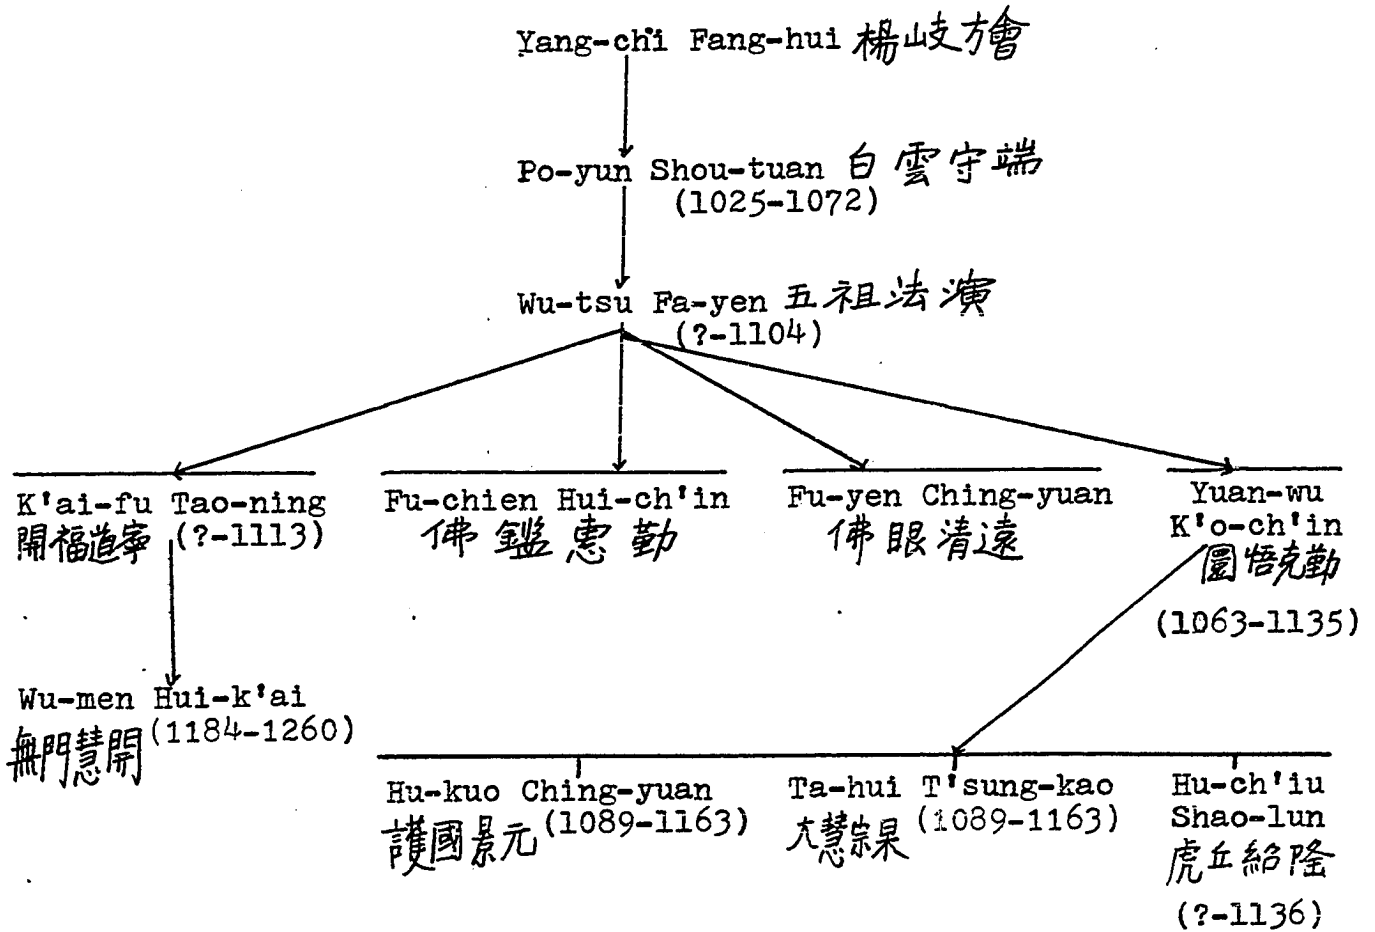 Yang-ch'i Fang-hui 楊岐方會
Po-yun Shou-tuan 白雲守端
(1025-1072)
Wu-tsu Fa-yen 五祖法演
(?-1104)
K'ai-fu Tao-ning
開福道寧 (?-1113)
Fu-chien Hui-ch'in
佛鑑惠勤
Fu-yen Ching-yuan
佛眼清遠
Yuan-wu
K'o-ch'in
圜悟克勤
(1063-1135)
Wu-men Hui-k'ai
無門慧開 (1184-1260)
Hu-kuo Ching-yuan
護國景元 (1089-1163)
Ta-hui T'sung-kao
大慧宗杲 (1089-1163)
Hu-ch'iu
Shao-lun
虎丘紹隆
(?-1136)